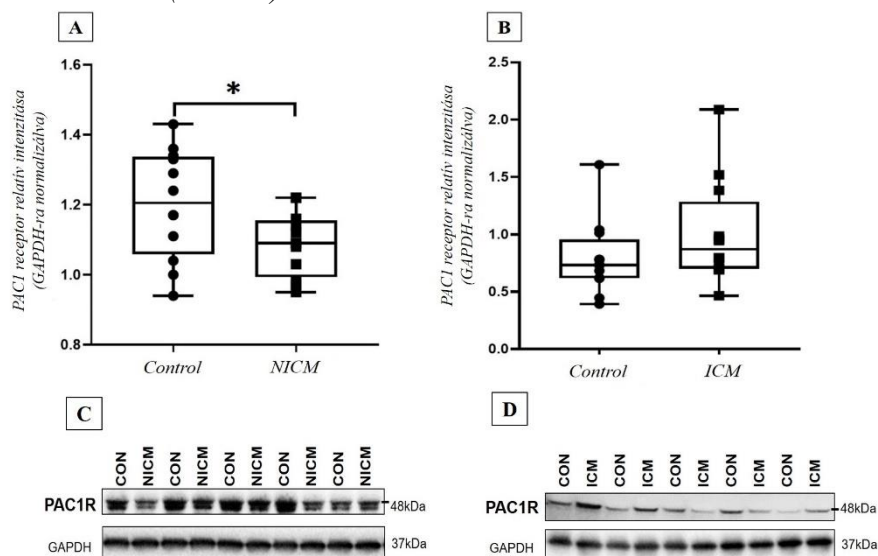 A
PAC1 receptor relatív intenzitása
(GAPDH-ra normalizálva)
1.6
1.4
1.2
1.0
0.8
*
Control
NICM
B
PAC1 receptor relatív intenzitása
(GAPDH-ra normalizálva)
2.5
2.0
1.5
1.0
0.5
0.0
Control
ICM
C
CON NICM CON NICM CON NICM CON NICM CON NICM
PAC1R
48kDa
GAPDH
37kDa
D
CON ICM CON ICM CON ICM CON ICM CON ICM
PAC1R
48kDa
GAPDH
37kDa